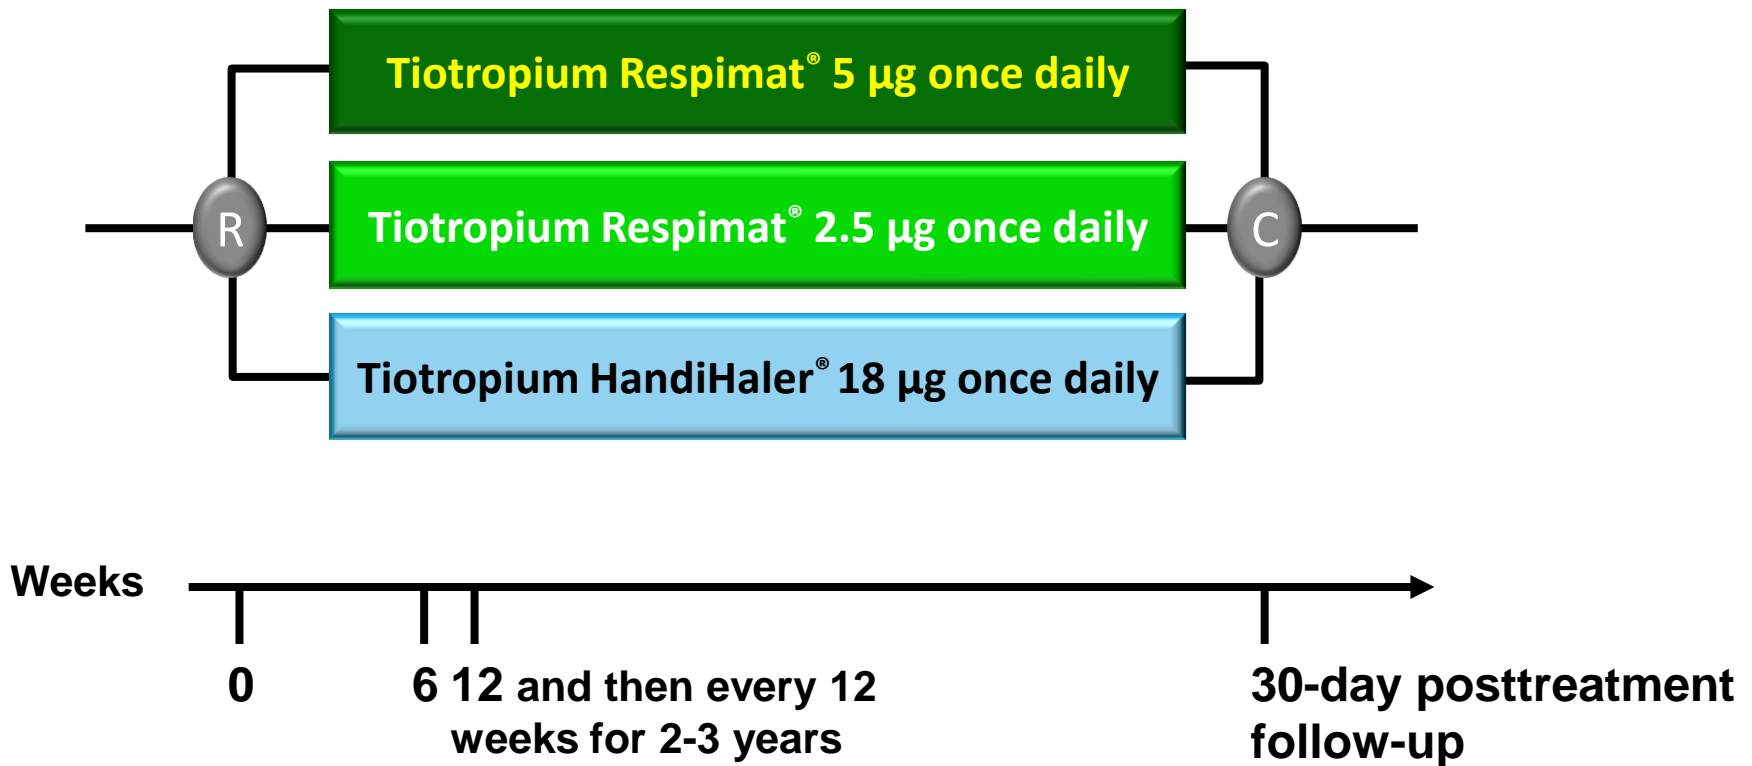 Tiotropium Respimat® 5 µg once daily
R
Tiotropium Respimat® 2.5 µg once daily
C
Tiotropium HandiHaler® 18 µg once daily
Weeks
0
6
12 and then every 12
weeks for 2-3 years
30-day posttreatment
follow-up